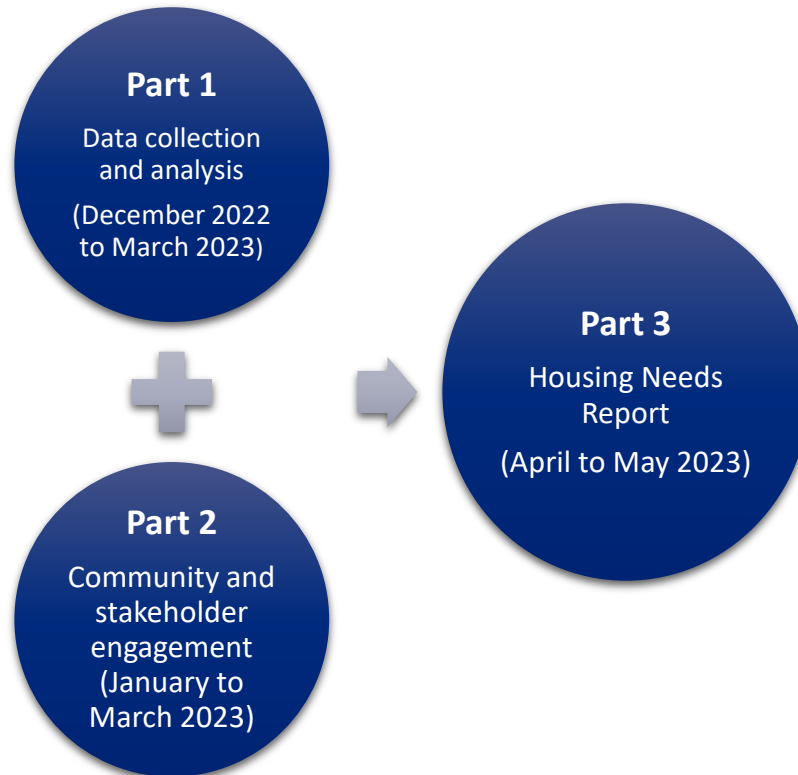 Part 1
Data collection
and analysis
(December 2022
to March 2023)
Part 2
Community and
stakeholder
engagement
(January to
March 2023)
Part 3
Housing Needs
Report
(April to May 2023)